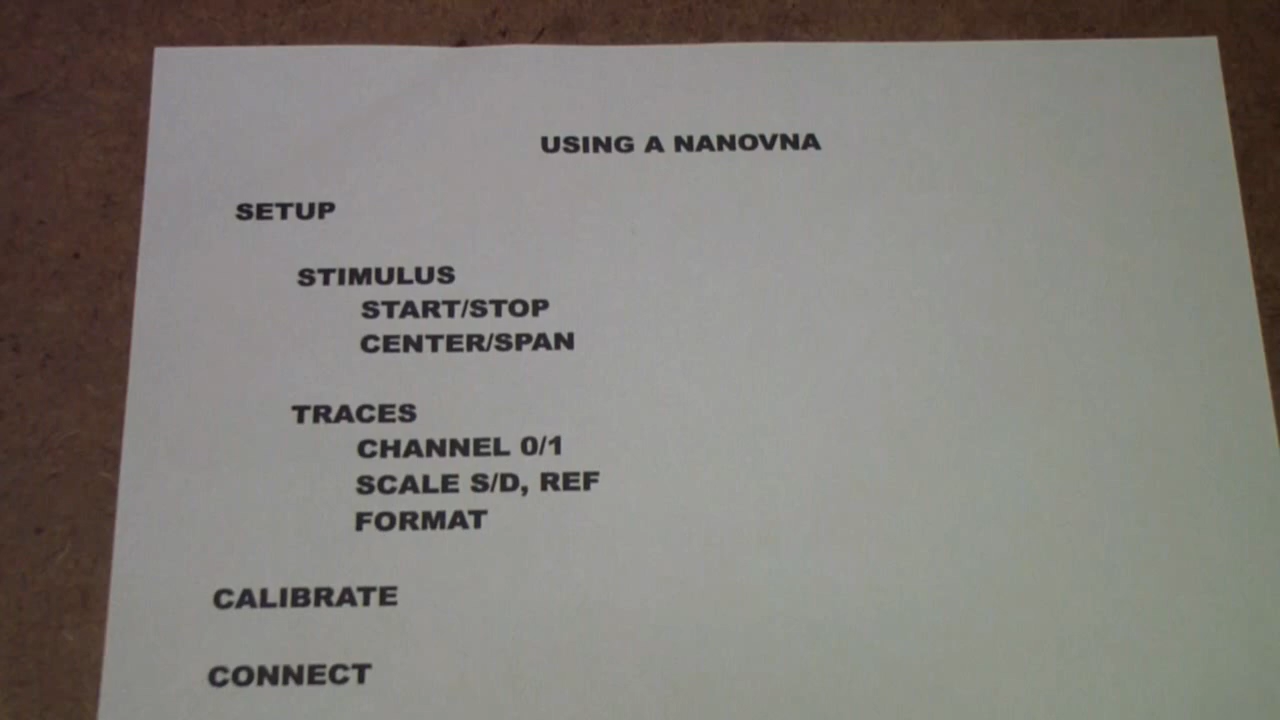 USING A NANOVNA
SETUP
STIMULUS
START/STOP
CENTER/SPAN
TRACES
CHANNEL 0/1
SCALE S/D, REF
FORMAT
CALIBRATE
CONNECT